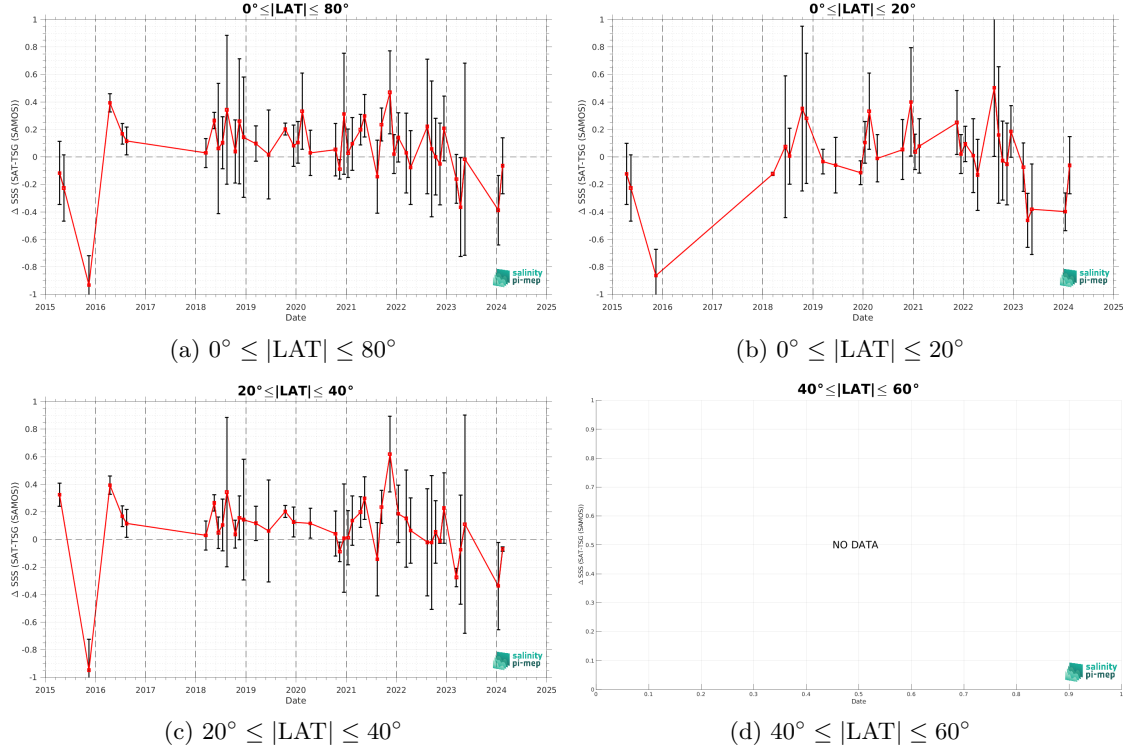 0°≤|LAT|≤ 80°
1
0.8
0.6
0.4
0.2
0
-0.2
-0.4
-0.6
-0.8
-1
Δ SSS (SAT-TSG (SAMOS))
2015 2016 2017 2018 2019 2020 2021 2022 2023 2024 2025
Date
salinity
pi-mep
(a) 0° ≤ |LAT| ≤ 80°
0°≤|LAT|≤ 20°
1
0.8
0.6
0.4
0.2
0
-0.2
-0.4
-0.6
-0.8
-1
Δ SSS (SAT-TSG (SAMOS))
2015 2016 2017 2018 2019 2020 2021 2022 2023 2024 2025
Date
salinity
pi-mep
(b) 0° ≤ |LAT| ≤ 20°
20°≤|LAT|≤ 40°
1
0.8
0.6
0.4
0.2
0
-0.2
-0.4
-0.6
-0.8
-1
Δ SSS (SAT-TSG (SAMOS))
2015 2016 2017 2018 2019 2020 2021 2022 2023 2024 2025
Date
salinity
pi-mep
(c) 20° ≤ |LAT| ≤ 40°
40°≤|LAT|≤ 60°
1
0.9
0.8
0.7
0.6
0.5
0.4
0.3
0.2
0.1
0
Δ SSS (SAT-TSG (SAMOS))
NO DATA
0 0.1 0.2 0.3 0.4 0.5 0.6 0.7 0.8 0.9 1
Date
salinity
pi-mep
(d) 40° ≤ |LAT| ≤ 60°